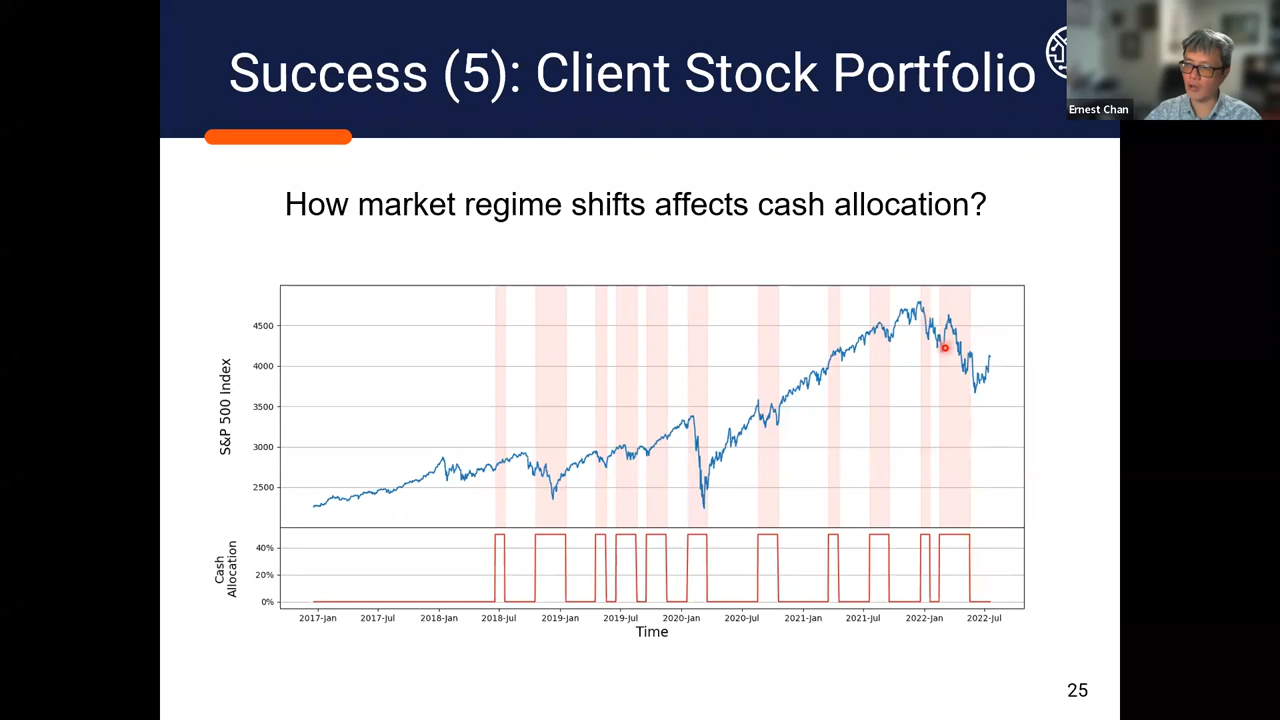 Success (5): Client Stock Portfolio
Ernest Chan
How market regime shifts affects cash allocation?
S&P 500 Index
4500
4000
3500
3000
2500
Cash
Allocation
40%
20%
0%
2017-Jan 2017-Jul 2018-Jan 2018-Jul 2019-Jan 2019-Jul 2020-Jan 2020-Jul 2021-Jan 2021-Jul 2022-Jan 2022-Jul
Time
25